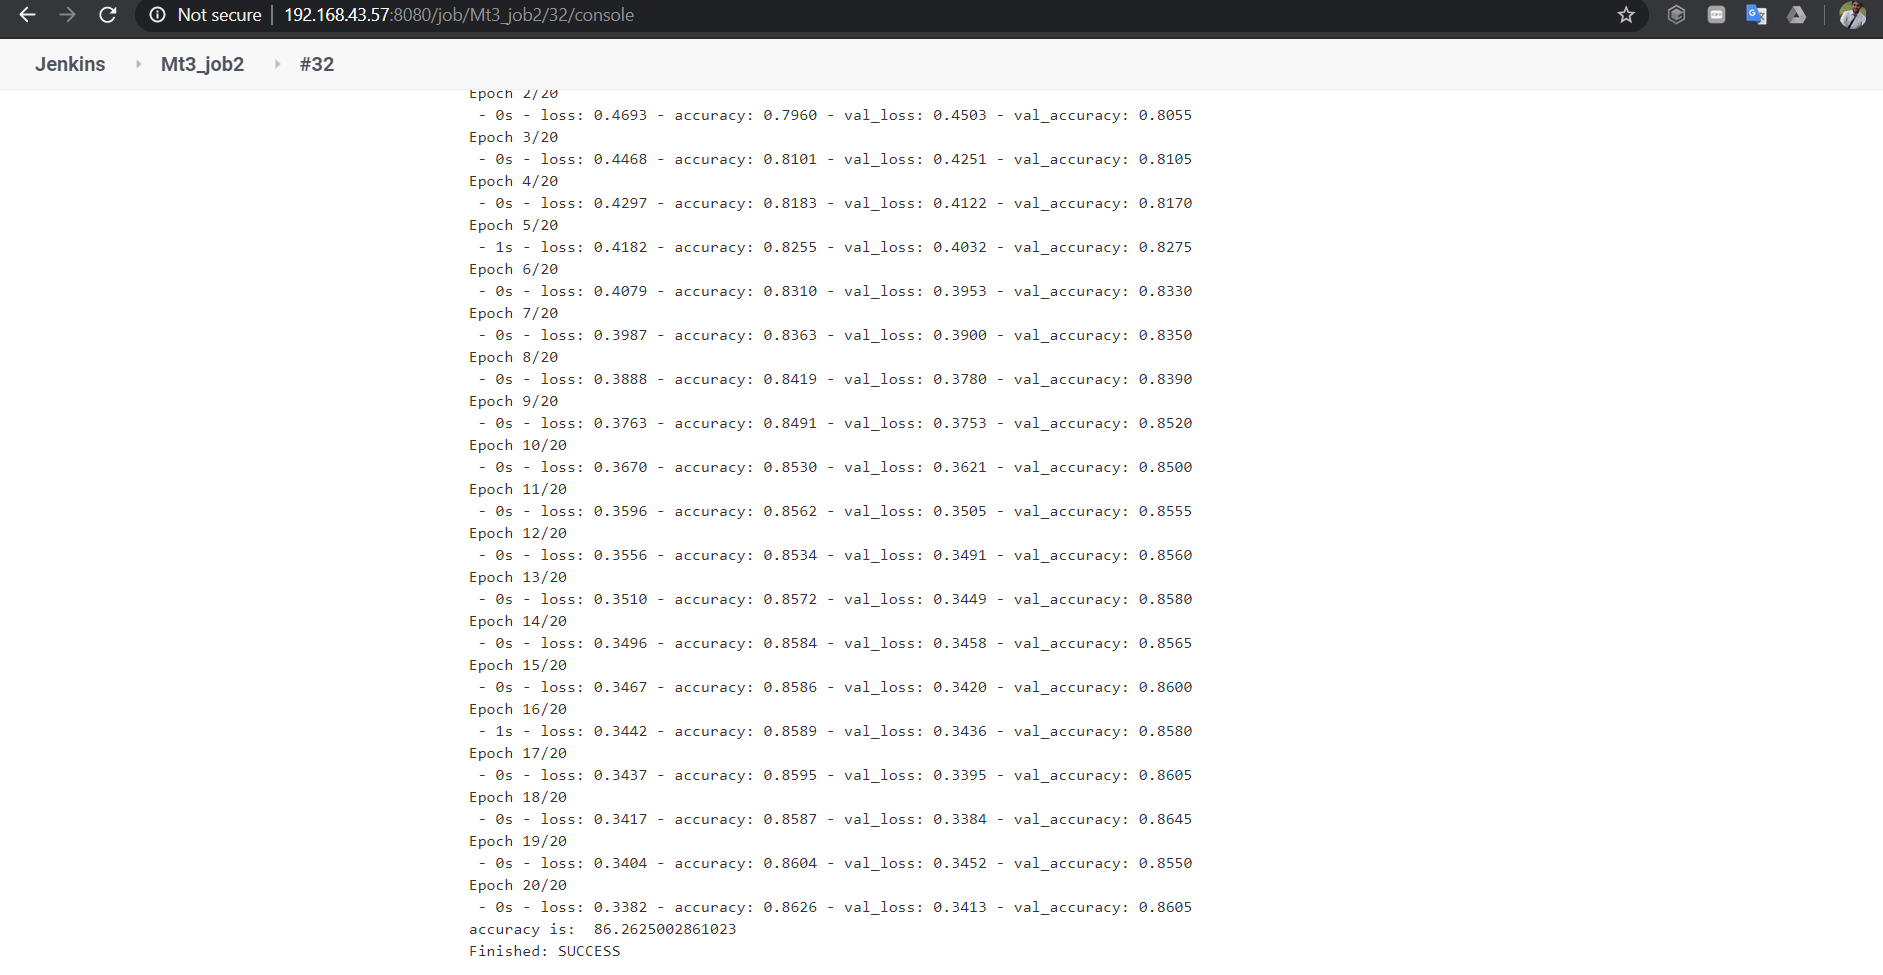 Not secure | 192.168.43.57:8080/job/Mt3_job2/32/console
Jenkins Mt3_job2 #32
Epoch 2/20
- 0s - loss: 0.4693 - accuracy: 0.7960 - val_loss: 0.4503 - val_accuracy: 0.8055
Epoch 3/20
- 0s - loss: 0.4468 - accuracy: 0.8101 - val_loss: 0.4251 - val_accuracy: 0.8105
Epoch 4/20
- 0s - loss: 0.4297 - accuracy: 0.8183 - val_loss: 0.4122 - val_accuracy: 0.8170
Epoch 5/20
- 1s - loss: 0.4182 - accuracy: 0.8255 - val_loss: 0.4032 - val_accuracy: 0.8275
Epoch 6/20
- 0s - loss: 0.4079 - accuracy: 0.8310 - val_loss: 0.3953 - val_accuracy: 0.8330
Epoch 7/20
- 0s - loss: 0.3987 - accuracy: 0.8363 - val_loss: 0.3900 - val_accuracy: 0.8350
Epoch 8/20
- 0s - loss: 0.3888 - accuracy: 0.8419 - val_loss: 0.3780 - val_accuracy: 0.8390
Epoch 9/20
- 0s - loss: 0.3763 - accuracy: 0.8491 - val_loss: 0.3753 - val_accuracy: 0.8520
Epoch 10/20
- 0s - loss: 0.3670 - accuracy: 0.8530 - val_loss: 0.3621 - val_accuracy: 0.8500
Epoch 11/20
- 0s - loss: 0.3596 - accuracy: 0.8562 - val_loss: 0.3505 - val_accuracy: 0.8555
Epoch 12/20
- 0s - loss: 0.3556 - accuracy: 0.8534 - val_loss: 0.3491 - val_accuracy: 0.8560
Epoch 13/20
- 0s - loss: 0.3510 - accuracy: 0.8572 - val_loss: 0.3449 - val_accuracy: 0.8580
Epoch 14/20
- 0s - loss: 0.3496 - accuracy: 0.8584 - val_loss: 0.3458 - val_accuracy: 0.8565
Epoch 15/20
- 0s - loss: 0.3467 - accuracy: 0.8586 - val_loss: 0.3420 - val_accuracy: 0.8600
Epoch 16/20
- 1s - loss: 0.3442 - accuracy: 0.8589 - val_loss: 0.3436 - val_accuracy: 0.8580
Epoch 17/20
- 0s - loss: 0.3437 - accuracy: 0.8595 - val_loss: 0.3395 - val_accuracy: 0.8605
Epoch 18/20
- 0s - loss: 0.3417 - accuracy: 0.8587 - val_loss: 0.3384 - val_accuracy: 0.8645
Epoch 19/20
- 0s - loss: 0.3404 - accuracy: 0.8604 - val_loss: 0.3452 - val_accuracy: 0.8550
Epoch 20/20
- 0s - loss: 0.3382 - accuracy: 0.8626 - val_loss: 0.3413 - val_accuracy: 0.8605
accuracy is:  86.2625002861023
Finished: SUCCESS